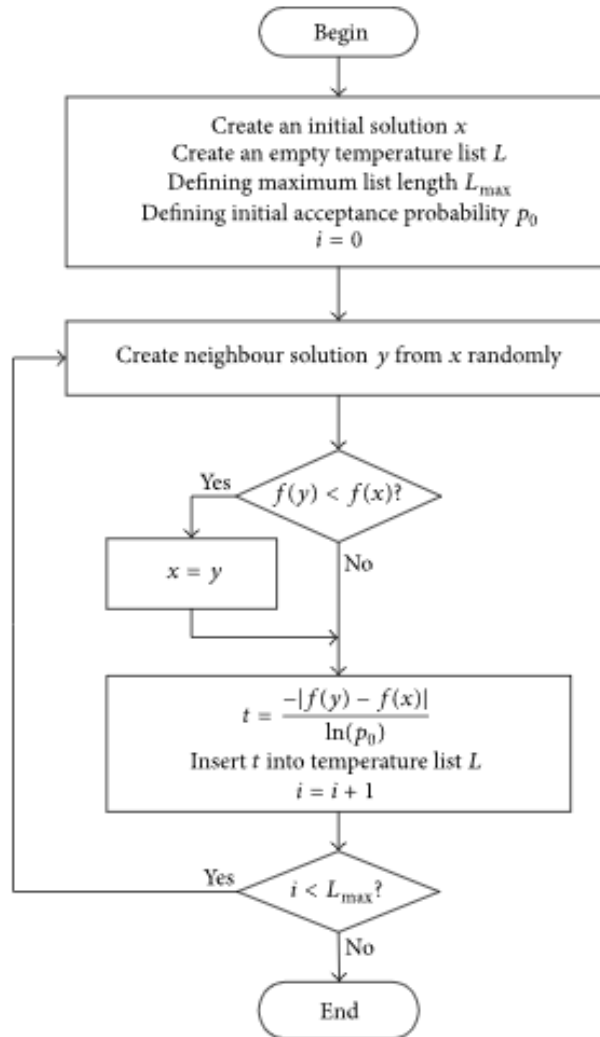 Begin
Create an initial solution x
Create an empty temperature list L
Defining maximum list length L_max
Defining initial acceptance probability p_0
i = 0
Create neighbour solution y from x randomly
Yes
f(y) < f(x)?
x = y
No
t = -|f(y) - f(x)| / ln(p_0)
Insert t into temperature list L
i = i + 1
Yes
i < L_max?
No
End